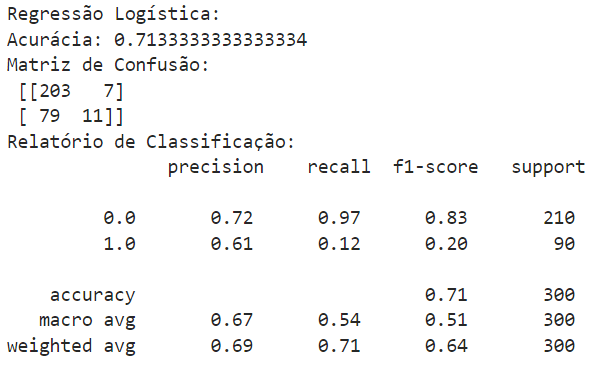 Regressão Logística:
Acurácia: 0.7133333333333334
Matriz de Confusão:
[[203   7]
[ 79  11]]
Relatório de Classificação:
precision    recall  f1-score   support
0.0       0.72      0.97      0.83       210
1.0       0.61      0.12      0.20        90
accuracy                           0.71       300
macro avg       0.67      0.54      0.51       300
weighted avg       0.69      0.71      0.64       300